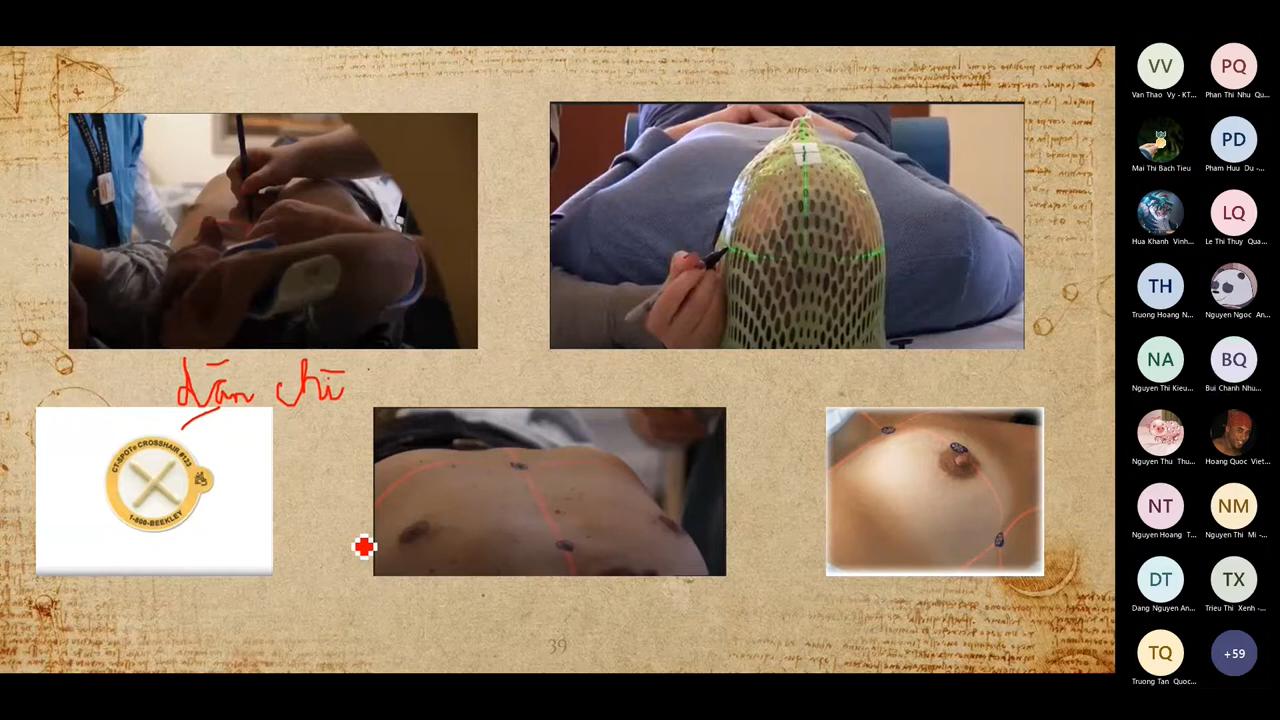 dán chì
CT-SPOT® CROSSHAIR #123
1-800-BEEKLEY
39
VV
Van Thao Vy - KT...
PQ
Phan Thi Nhu Qu...
Mai Thi Bach Tieu
PD
Pham Huu Du -...
Hua Khanh Vinh...
LQ
Le Thi Thuy Qua...
TH
Truong Hoang N...
Nguyen Ngoc An...
NA
Nguyen Thi Kieu...
BQ
Bui Chanh Nhu...
Nguyen Thu Thu...
Hoang Quoc Viet...
NT
Nguyen Hoang T...
NM
Nguyen Thi Mi -...
DT
Dang Nguyen An...
TX
Trieu Thi Xenh -...
TQ
Truong Tan Quoc...
+59